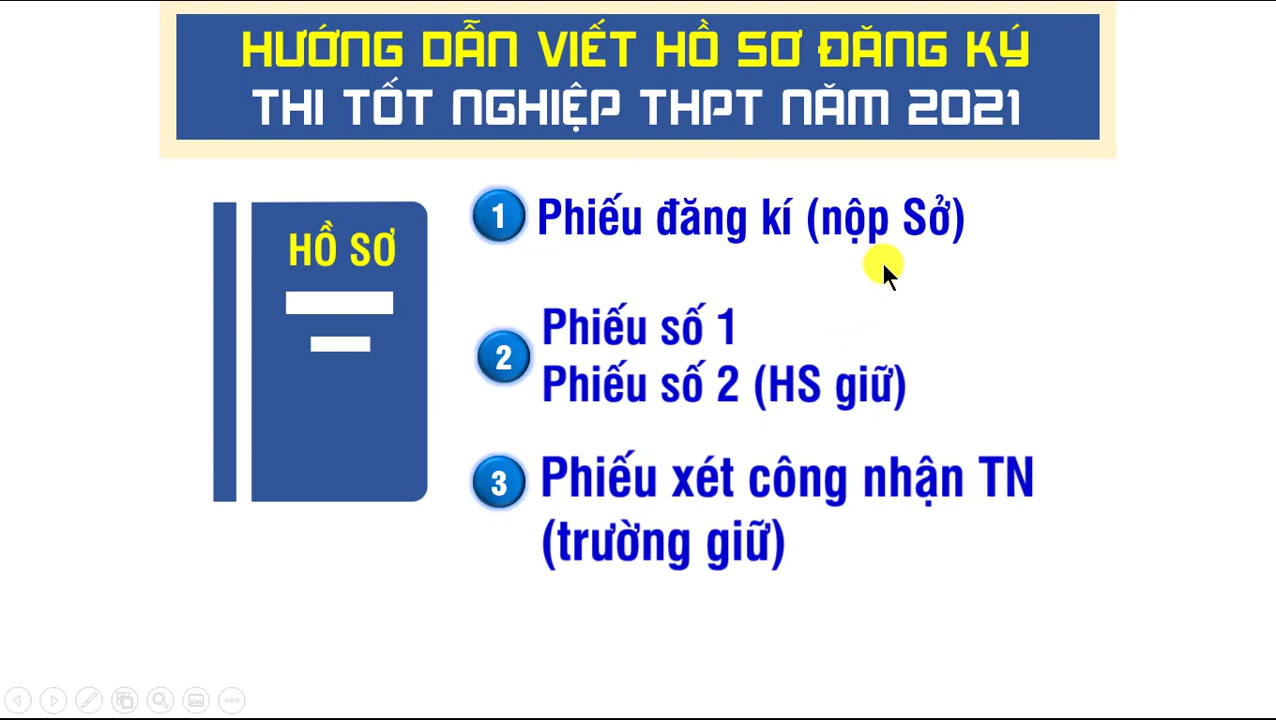 HƯỚNG DẪN VIẾT HỒ SƠ ĐĂNG KÝ
THI TỐT NGHIỆP THPT NĂM 2021
HỒ SƠ
1 Phiếu đăng kí (nộp Sở)
2
Phiếu số 1
Phiếu số 2 (HS giữ)
3 Phiếu xét công nhận TN
(trường giữ)